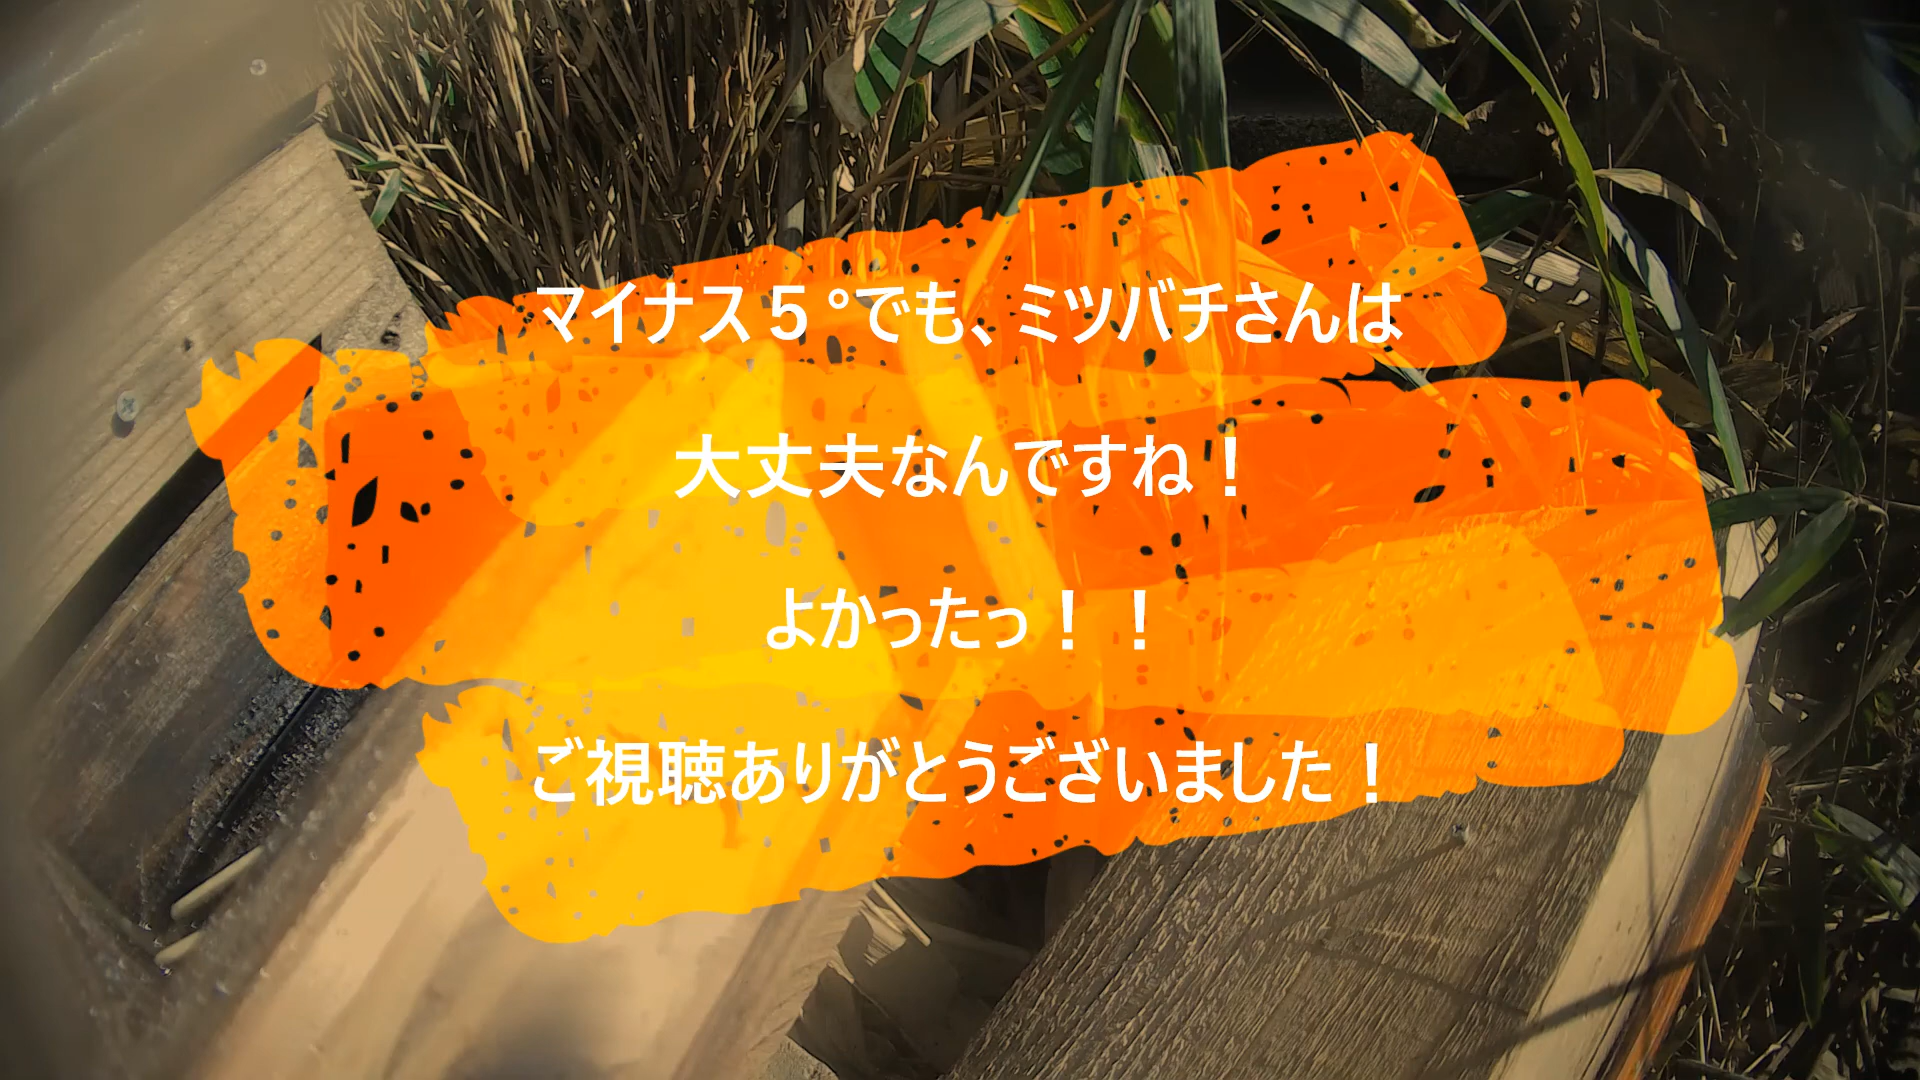 マイナス５°でも、ミツバチさんは
大丈夫なんですね！
よかったっ！！
ご視聴ありがとうございました！